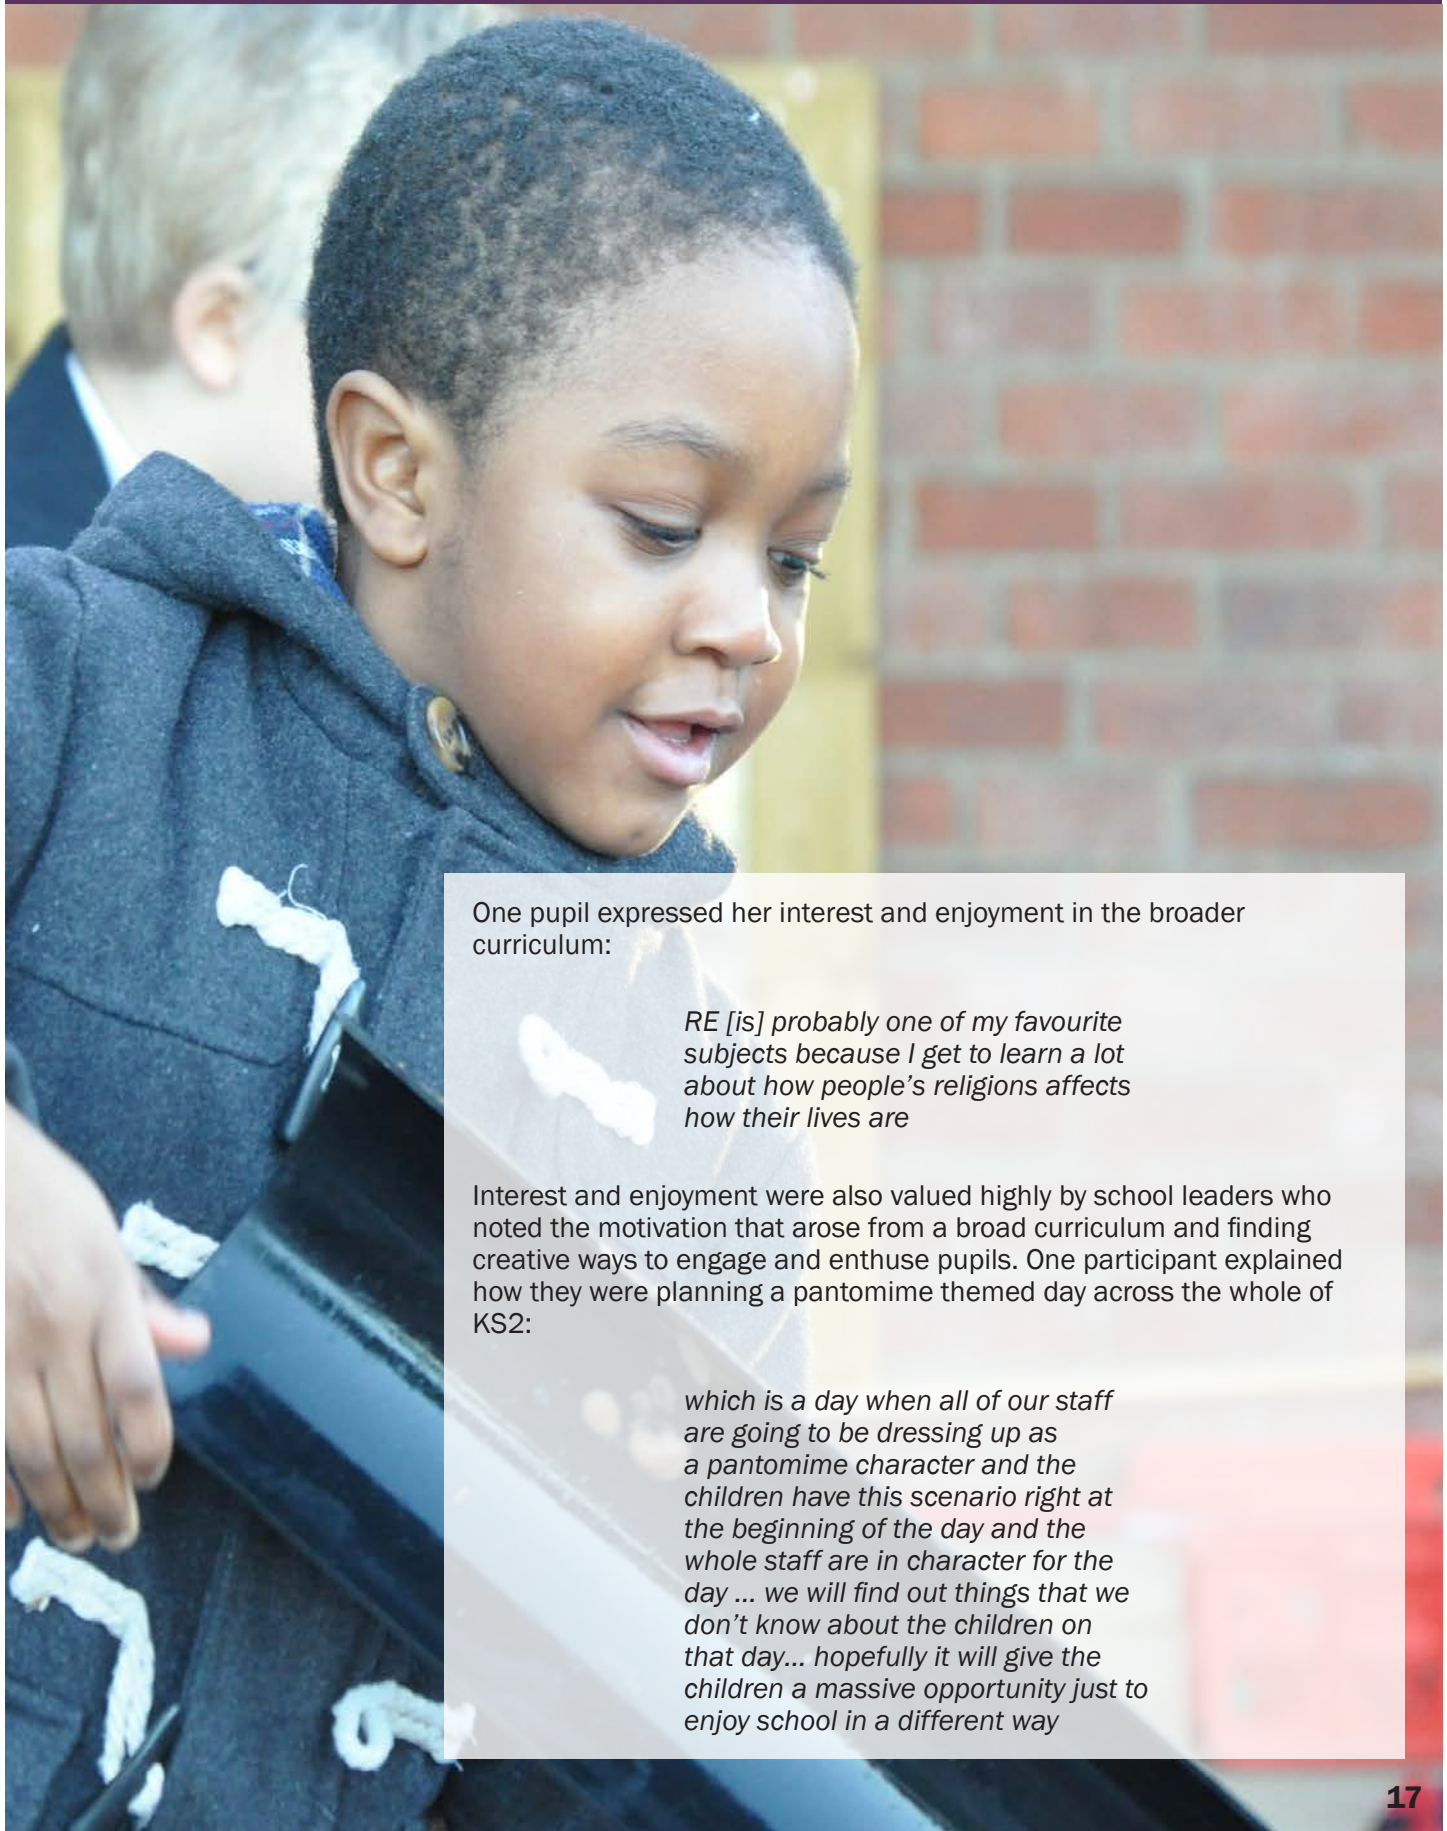 One pupil expressed her interest and enjoyment in the broader
curriculum:
RE [is] probably one of my favourite
subjects because I get to learn a lot
about how people's religions affects
how their lives are
Interest and enjoyment were also valued highly by school leaders who
noted the motivation that arose from a broad curriculum and finding
creative ways to engage and enthuse pupils. One participant explained
how they were planning a pantomime themed day across the whole of
KS2:
which is a day when all of our staff
are going to be dressing up as
a pantomime character and the
children have this scenario right at
the beginning of the day and the
whole staff are in character for the
day ... we will find out things that we
don't know about the children on
that day... hopefully it will give the
children a massive opportunity just to
enjoy school in a different way
17